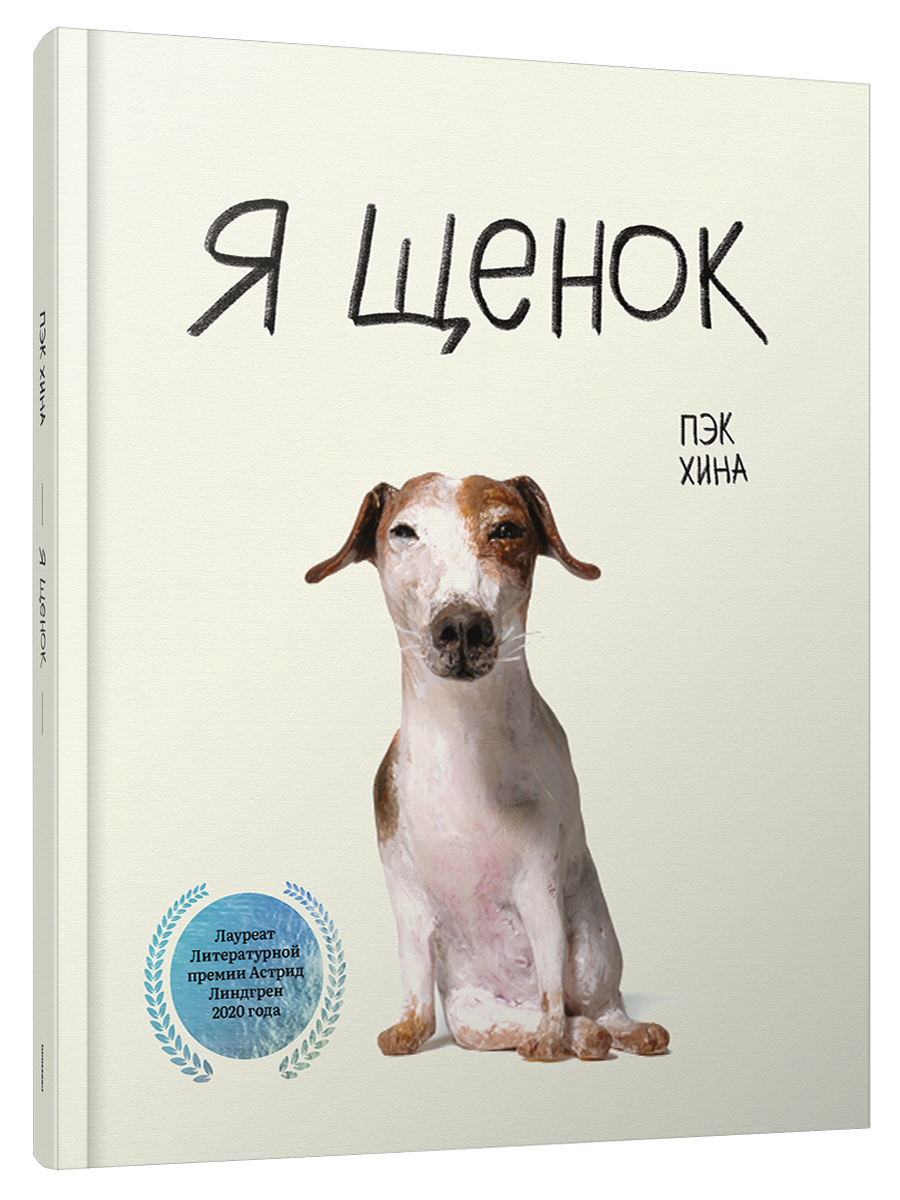 Я щенок
ПЭК
ХИНА
Лауреат
Литературной
премии Астрид
Линдгрен
2020 года
ПЭК ХИНА
Я щенок